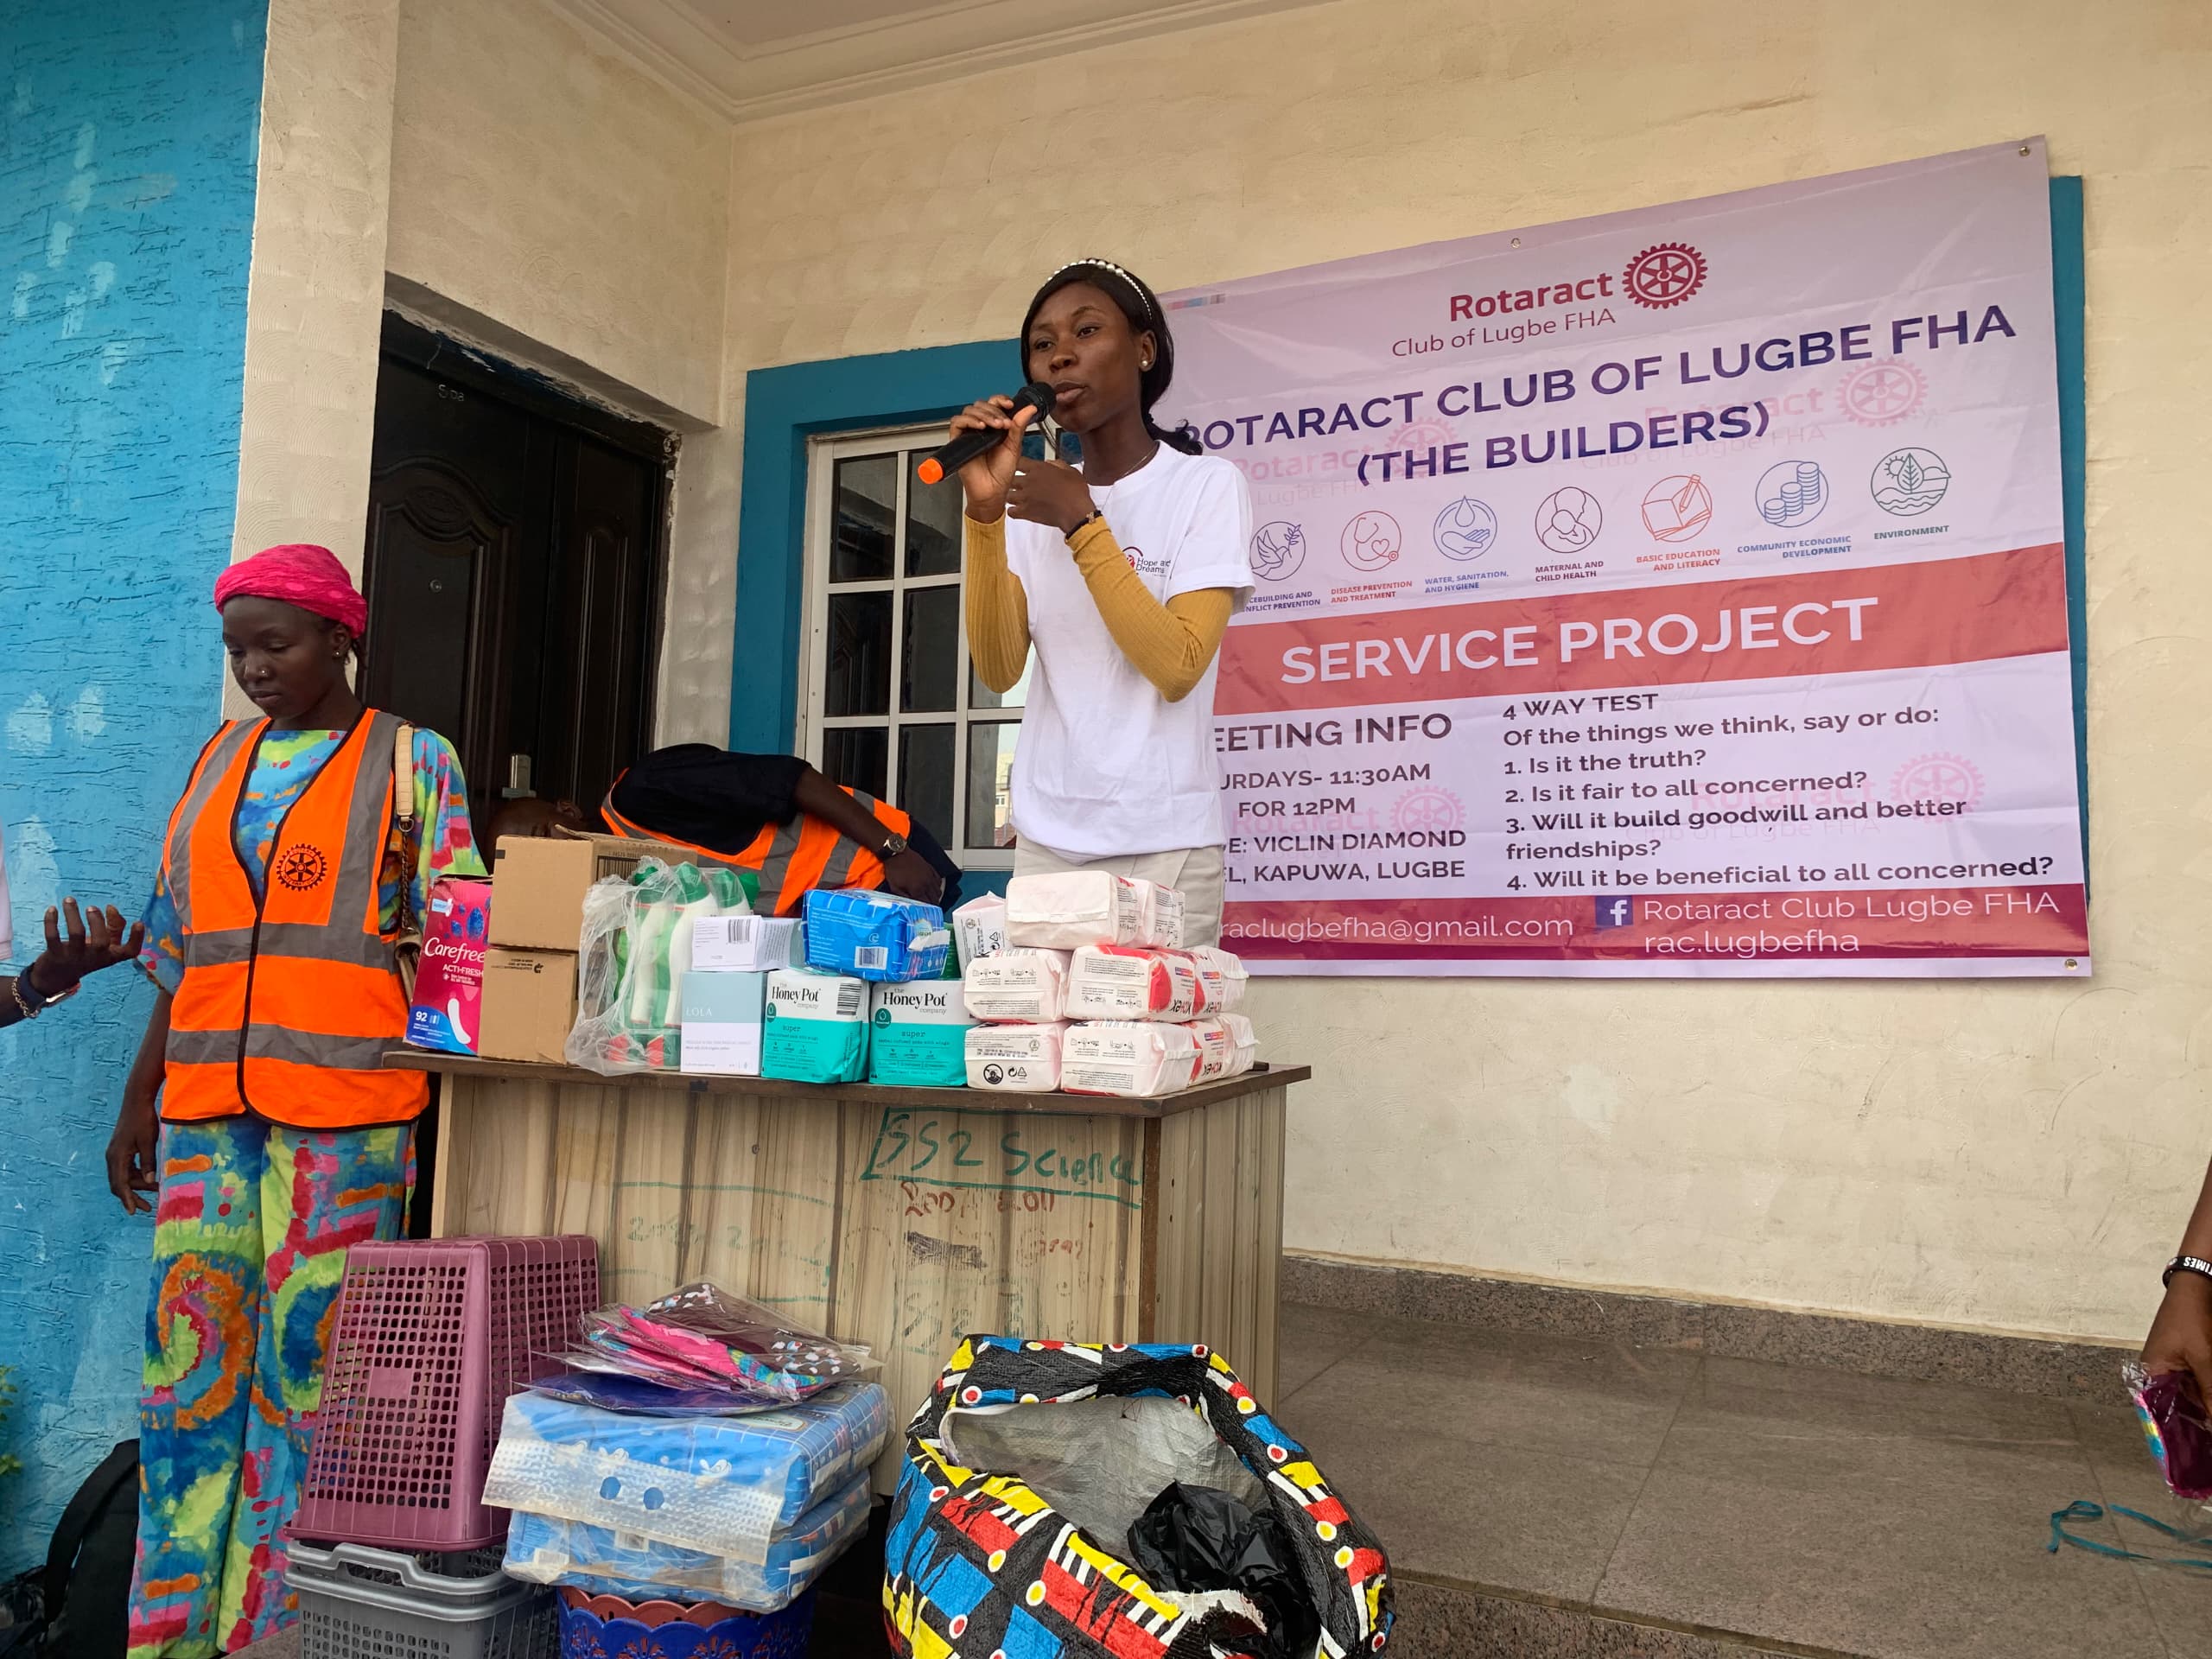 Rotaract
Club of Lugbe FHA
ROTARACT CLUB OF LUGBE FHA
(THE BUILDERS)
DISEASE PREVENTION
AND TREATMENT
WATER, SANITATION,
AND HYGIENE
MATERNAL AND
CHILD HEALTH
BASIC EDUCATION
AND LITERACY
COMMUNITY ECONOMIC
DEVELOPMENT
ENVIRONMENT
SERVICE PROJECT
EETING INFO
URDAYS- 11:30AM
FOR 12PM
E: VICLIN DIAMOND
EL, KAPUWA, LUGBE
4 WAY TEST
Of the things we think, say or do:
1. Is it the truth?
2. Is it fair to all concerned?
3. Will it build goodwill and better
friendships?
4. Will it be beneficial to all concerned?
raclugbefha@gmail.com
Rotaract Club Lugbe FHA
rac.lugbefha
Hope and
Dreams
Carefree
ACTI-FRESH
92
LOLA
the
Honey Pot
company
super
the
Honey Pot
company
super
SS2 Science